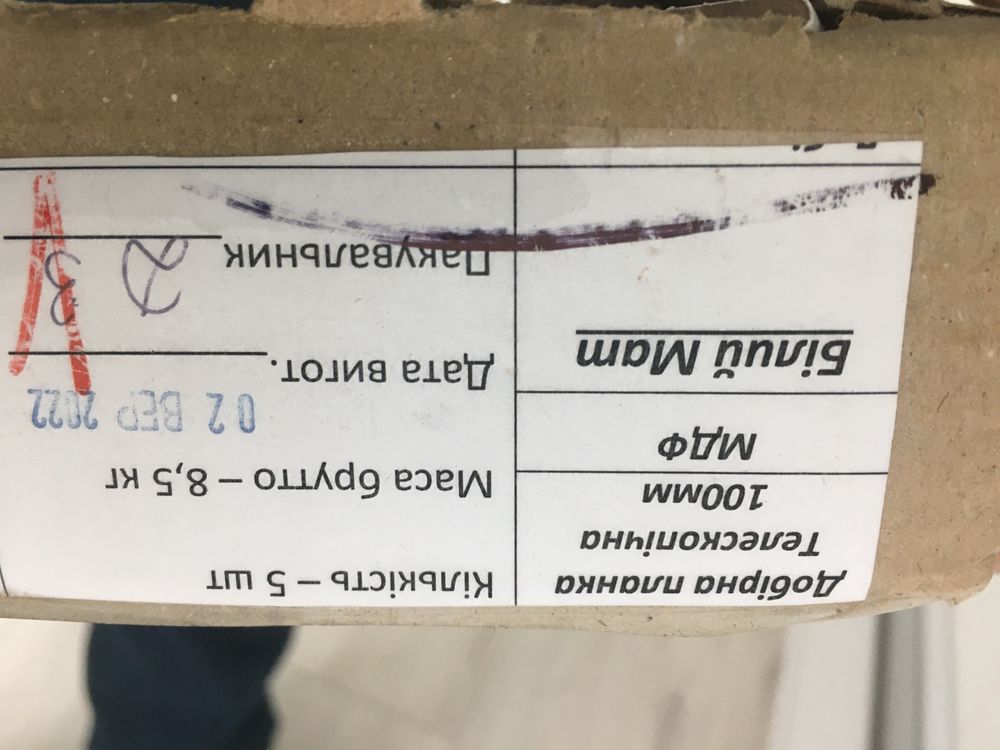 Добірна планка
Телескопічна
100мм
МДФ
Білий Мат
Кількість – 5 шт
Маса брутто – 8,5 кг
02 ВЕР 2022
Дата вигот.
Пакувальник